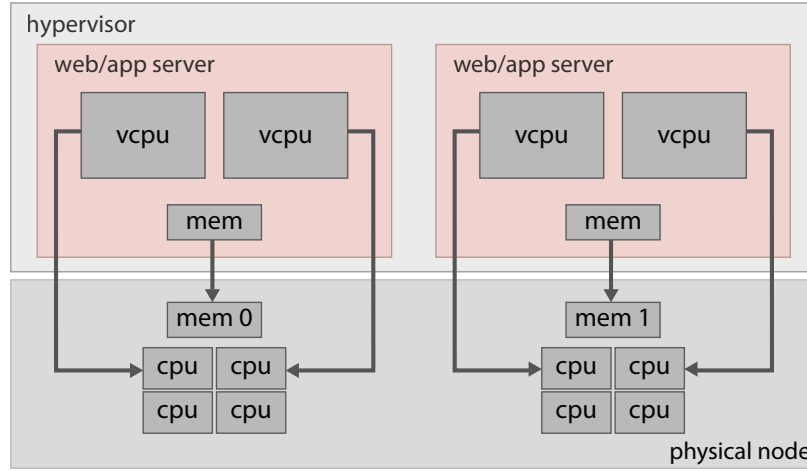 hypervisor
web/app server
web/app server
vcpu
vcpu
vcpu
vcpu
mem
mem
mem 0
mem 1
cpu
cpu
cpu
cpu
cpu
cpu
cpu
cpu
physical node